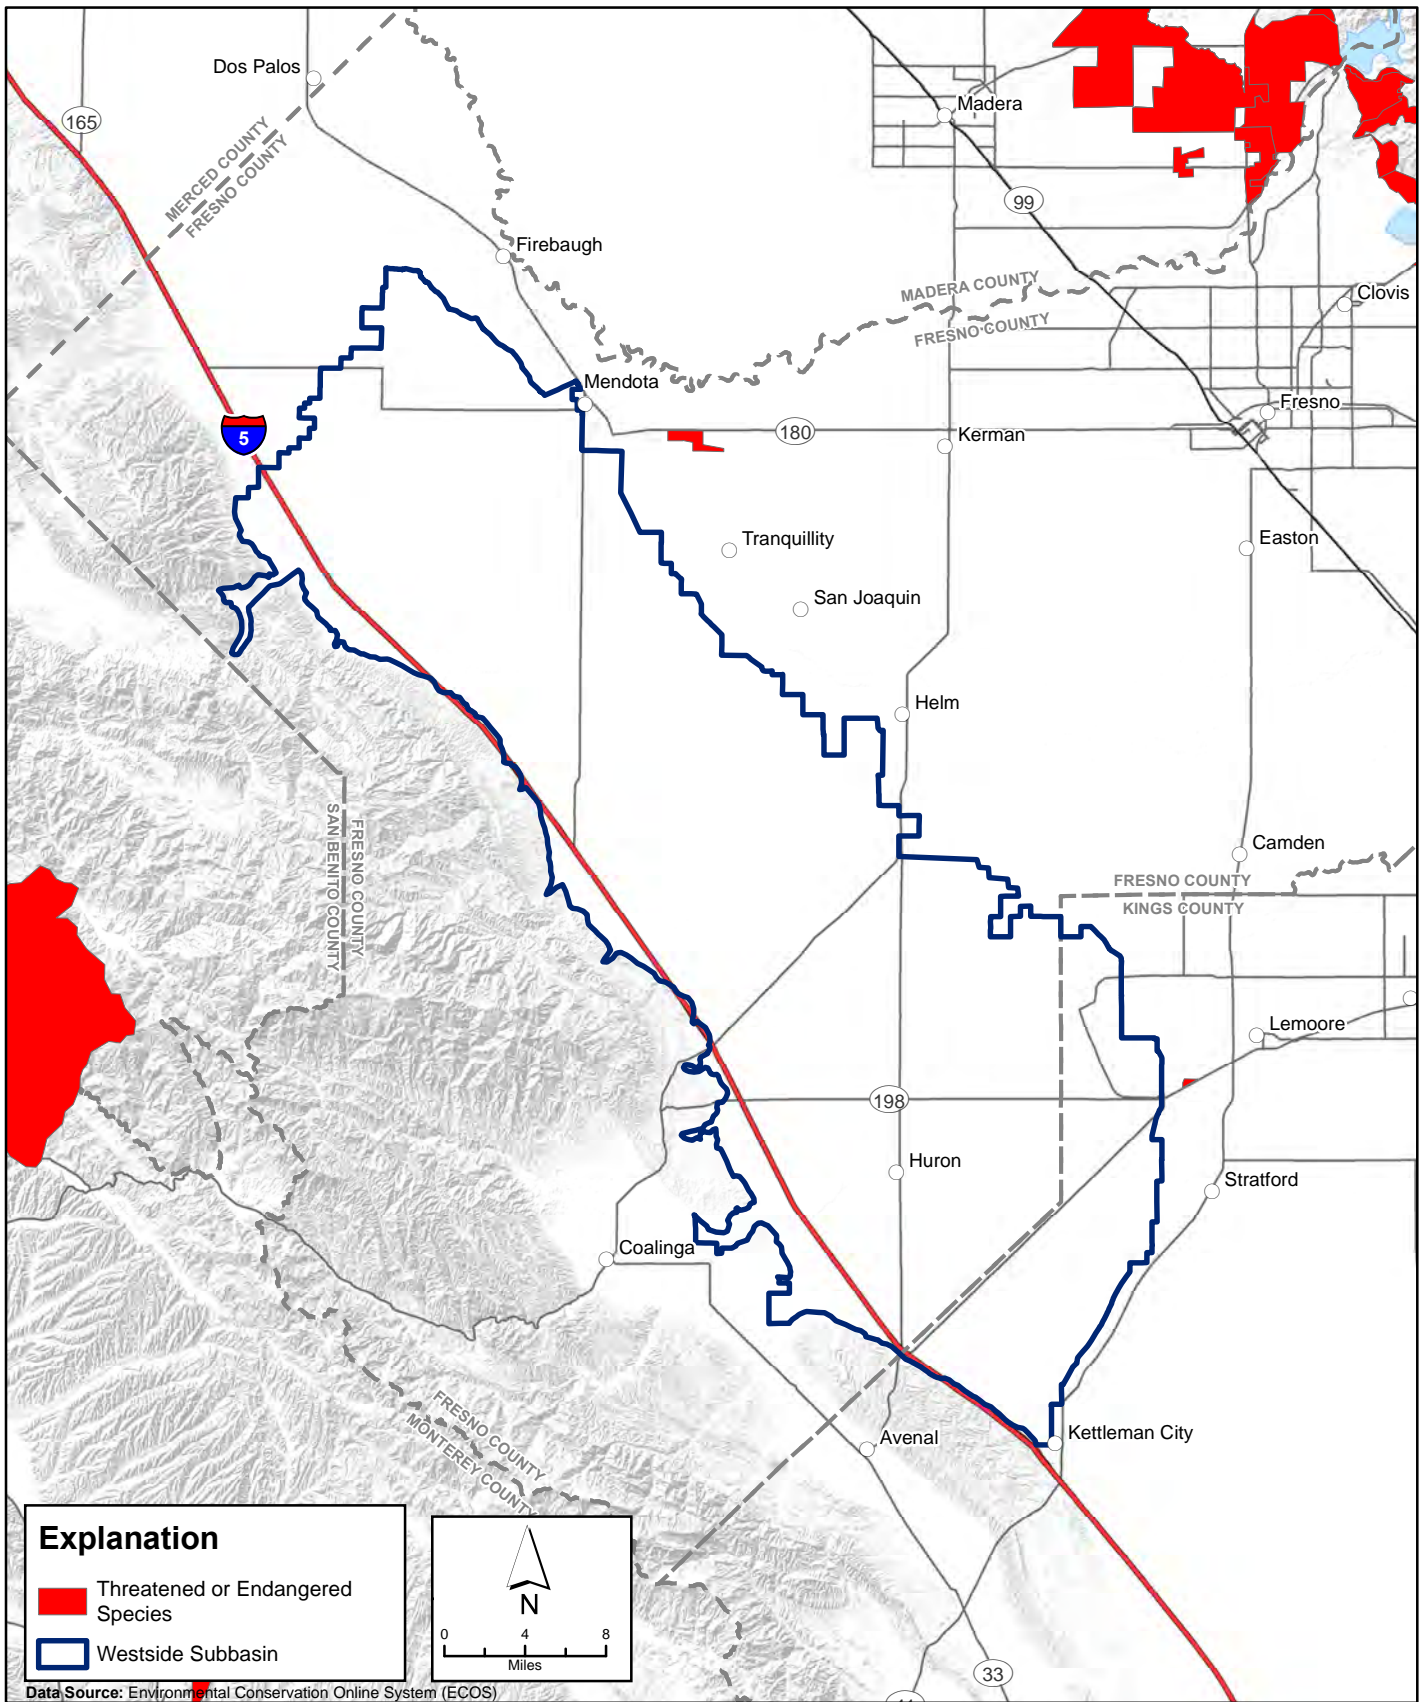 Dos Palos
165
Madera
MERCED COUNTY
FRESNO COUNTY
99
Firebaugh
MADERA COUNTY
FRESNO COUNTY
Clovis
Mendota
Fresno
5
180
Kerman
Tranquillity
Easton
San Joaquin
Helm
FRESNO COUNTY
SAN BENITO COUNTY
Camden
FRESNO COUNTY
KINGS COUNTY
Lemoore
198
Huron
Stratford
Coalinga
FRESNO COUNTY
MONTEREY COUNTY
Avenal
Kettleman City
Explanation
Threatened or Endangered
Species
Westside Subbasin
N
0 4 8
Miles
33
Data Source: Environmental Conservation Online System (ECOS)